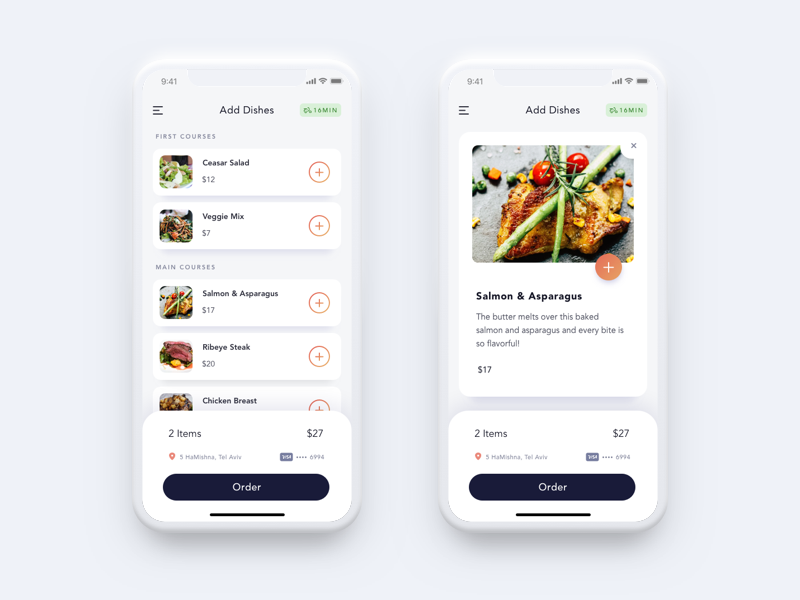 9:41
Add Dishes
16MIN
FIRST COURSES
Ceasar Salad
$12
Veggie Mix
$7
MAIN COURSES
Salmon & Asparagus
$17
Ribeye Steak
$20
Chicken Breast
2 Items $27
5 HaMishna, Tel Aviv VISA •••• 6994
Order
9:41
Add Dishes
16MIN
Salmon & Asparagus
The butter melts over this baked
salmon and asparagus and every bite is
so flavorful!
$17
2 Items $27
5 HaMishna, Tel Aviv VISA •••• 6994
Order